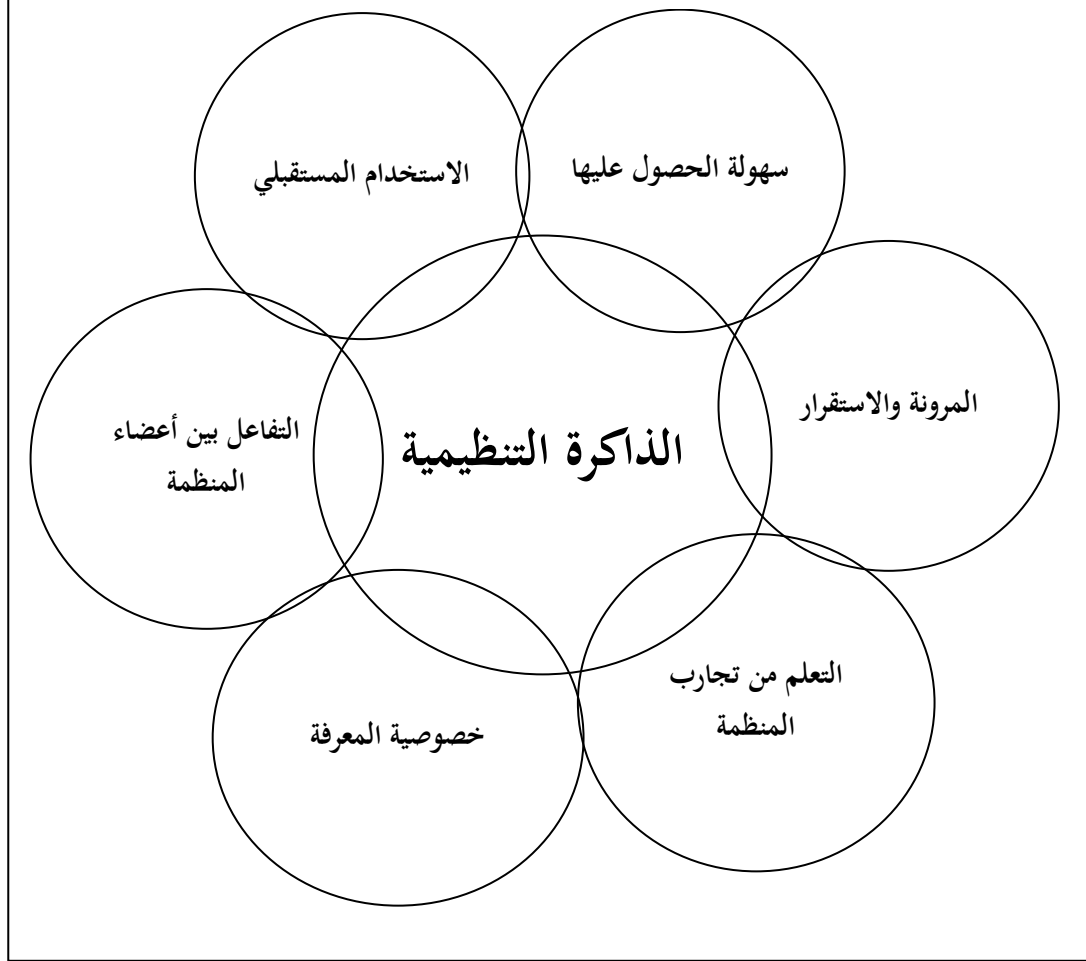 سهولة الحصول عليها
الاستخدام المستقبلي
المرونة والاستقرار
التفاعل بين أعضاء
المنظمة
الذاكرة التنظيمية
التعلم من تجارب
المنظمة
خصوصية المعرفة